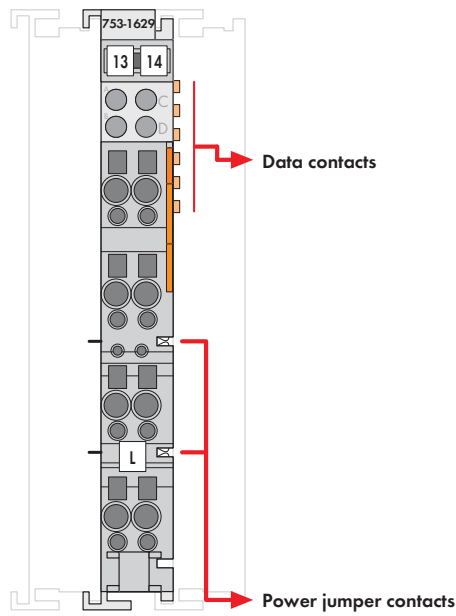 753-1629
13 14
A C
B D
Data contacts
L
Power jumper contacts